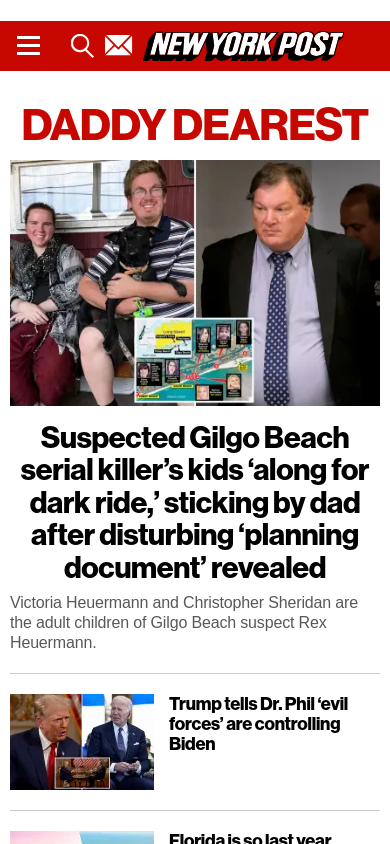 NEW YORK POST
DADDY DEAREST
Suspected Gilgo Beach
serial killer’s kids ‘along for
dark ride,’ sticking by dad
after disturbing ‘planning
document’ revealed
Victoria Heuermann and Christopher Sheridan are
the adult children of Gilgo Beach suspect Rex
Heuermann.
Trump tells Dr. Phil ‘evil
forces’ are controlling
Biden
Florida is so last year